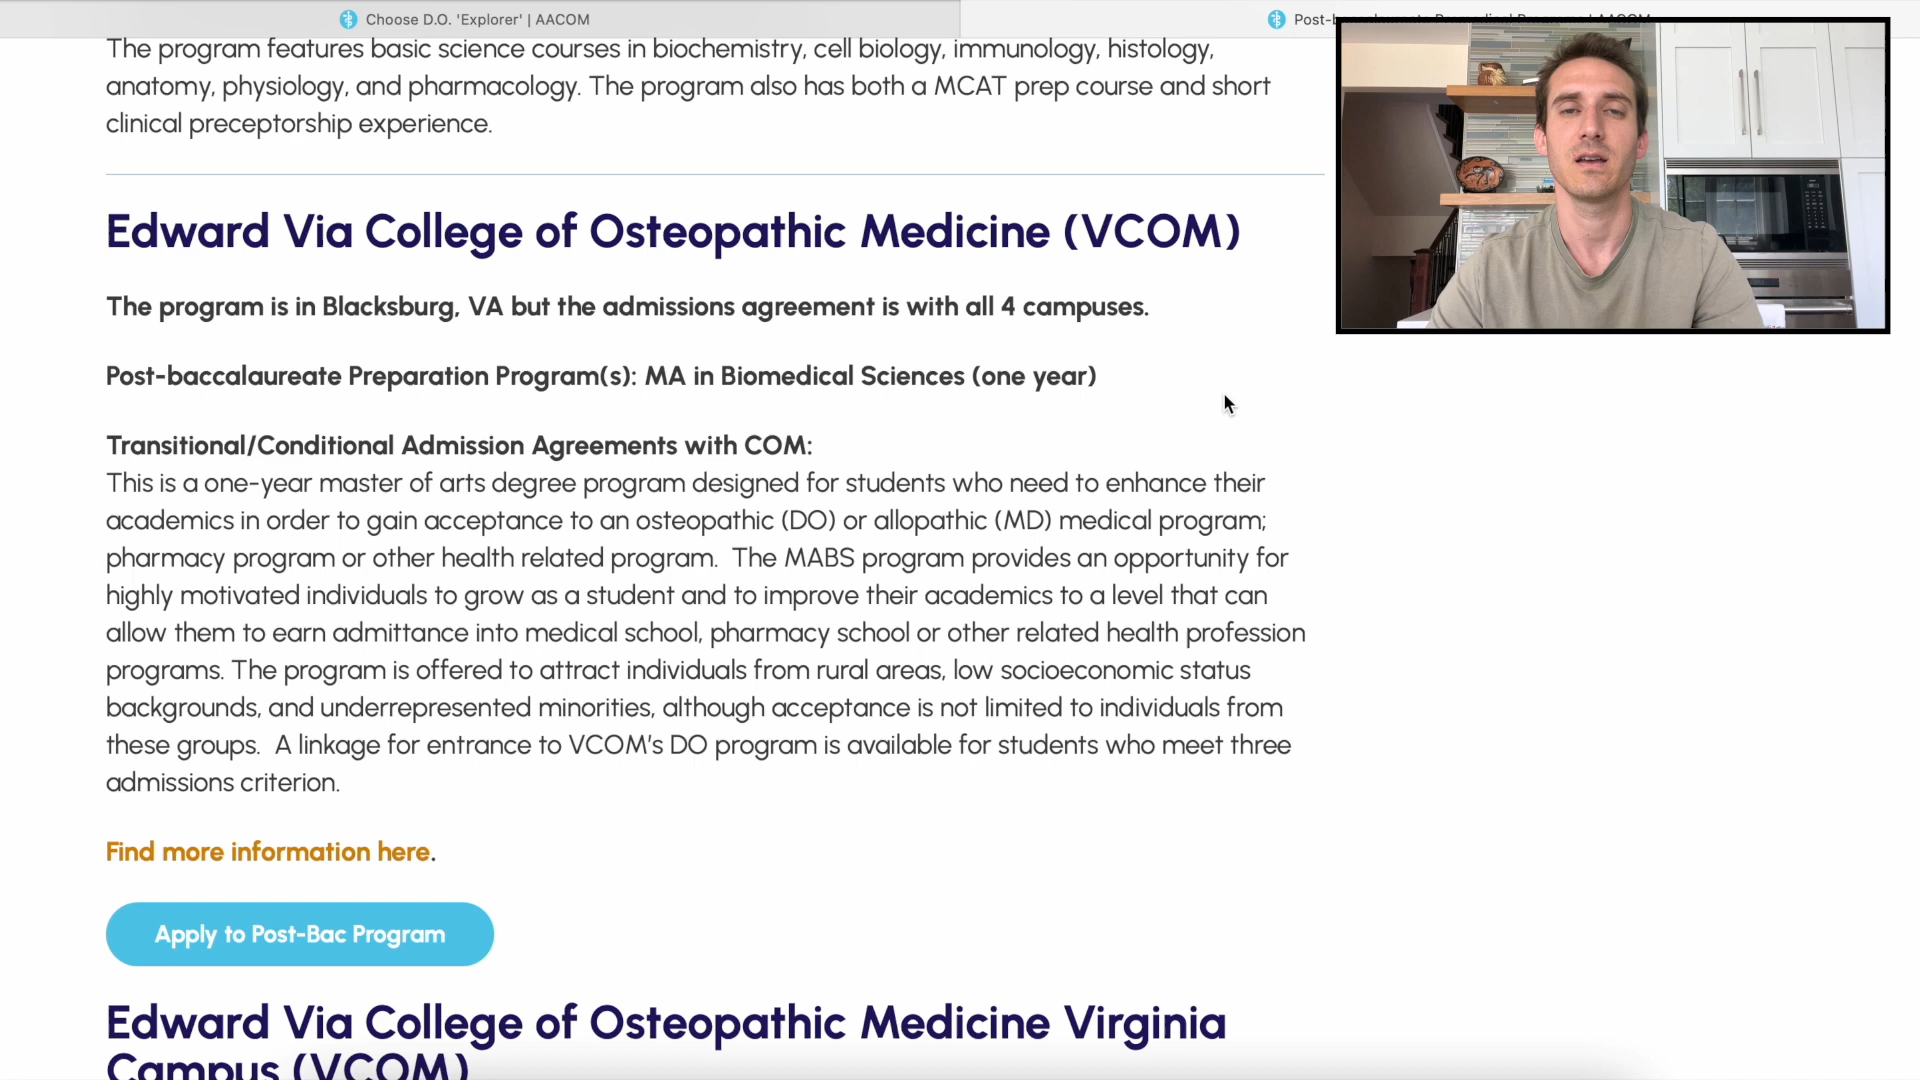 Choose D.O. 'Explorer' | AACOM
The program features basic science courses in biochemistry, cell biology, immunology, histology,
anatomy, physiology, and pharmacology. The program also has both a MCAT prep course and short
clinical preceptorship experience.
Edward Via College of Osteopathic Medicine (VCOM)
The program is in Blacksburg, VA but the admissions agreement is with all 4 campuses.
Post-baccalaureate Preparation Program(s): MA in Biomedical Sciences (one year)
Transitional/Conditional Admission Agreements with COM:
This is a one-year master of arts degree program designed for students who need to enhance their
academics in order to gain acceptance to an osteopathic (DO) or allopathic (MD) medical program;
pharmacy program or other health related program.  The MABS program provides an opportunity for
highly motivated individuals to grow as a student and to improve their academics to a level that can
allow them to earn admittance into medical school, pharmacy school or other related health profession
programs. The program is offered to attract individuals from rural areas, low socioeconomic status
backgrounds, and underrepresented minorities, although acceptance is not limited to individuals from
these groups.  A linkage for entrance to VCOM's DO program is available for students who meet three
admissions criterion.
Find more information here.
Apply to Post-Bac Program
Edward Via College of Osteopathic Medicine Virginia
Campus (VCOM)